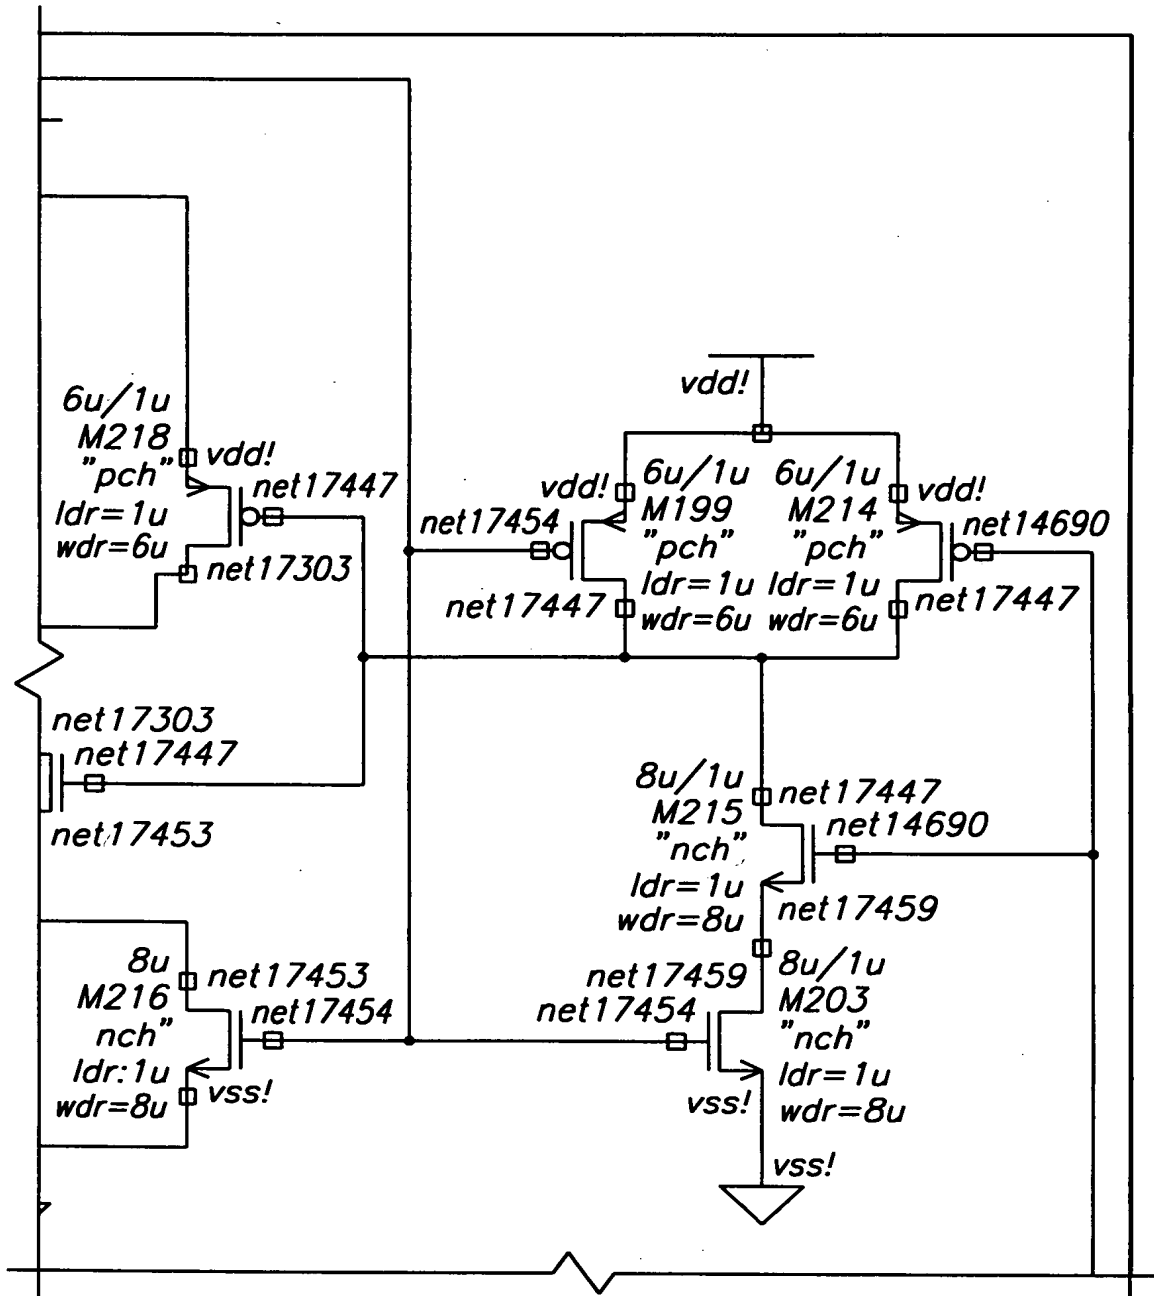 vdd!
6u/1u
M218
"pch"
ldr=1u
wdr=6u
vdd!
net17447
net17303
vdd!
6u/1u
M199
"pch"
ldr=1u
wdr=6u
net17454
net17447
6u/1u
M214
"pch"
ldr=1u
wdr=6u
vdd!
net14690
net17447
net17303
net17447
net17453
8u/1u
M215
"nch"
ldr=1u
wdr=8u
net17447
net14690
net17459
8u
M216
nch"
ldr:1u
wdr=8u
net17453
net17454
vss!
net17459
net17454
8u/1u
M203
"nch"
ldr=1u
wdr=8u
vss!
vss!